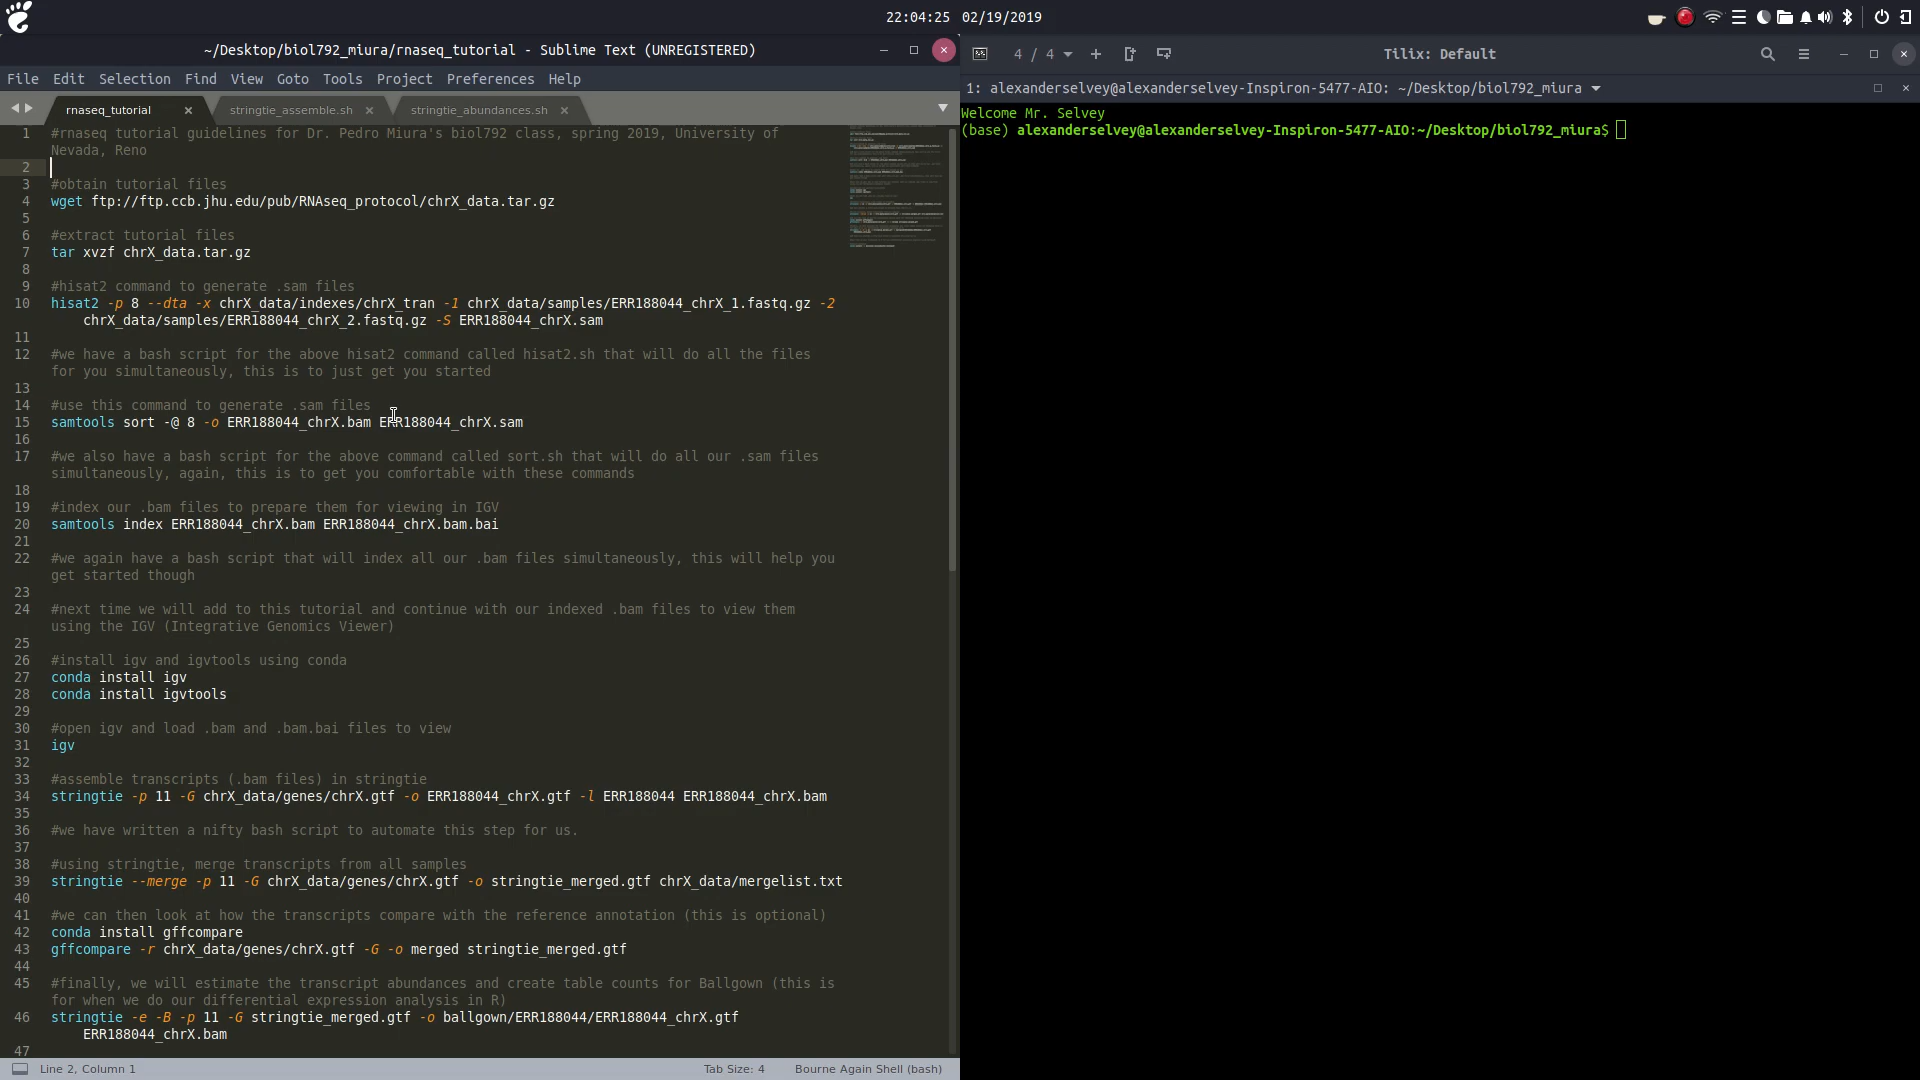 22:04:25 02/19/2019
~/Desktop/biol792_miura/rnaseq_tutorial - Sublime Text (UNREGISTERED)
File Edit Selection Find View Goto Tools Project Preferences Help
rnaseq_tutorial stringtie_assemble.sh stringtie_abundances.sh
1 #rnaseq tutorial guidelines for Dr. Pedro Miura's biol792 class, spring 2019, University of
Nevada, Reno
2
3 #obtain tutorial files
4 wget ftp://ftp.ccb.jhu.edu/pub/RNAseq_protocol/chrX_data.tar.gz
5
6 #extract tutorial files
7 tar xvzf chrX_data.tar.gz
8
9 #hisat2 command to generate .sam files
10 hisat2 -p 8 --dta -x chrX_data/indexes/chrX_tran -1 chrX_data/samples/ERR188044_chrX_1.fastq.gz -2
chrX_data/samples/ERR188044_chrX_2.fastq.gz -S ERR188044_chrX.sam
11
12 #we have a bash script for the above hisat2 command called hisat2.sh that will do all the files
for you simultaneously, this is to just get you started
13
14 #use this command to generate .sam files
15 samtools sort -@ 8 -o ERR188044_chrX.bam ERR188044_chrX.sam
16
17 #we also have a bash script for the above command called sort.sh that will do all our .sam files
simultaneously, again, this is to get you comfortable with these commands
18
19 #index our .bam files to prepare them for viewing in IGV
20 samtools index ERR188044_chrX.bam ERR188044_chrX.bam.bai
21
22 #we again have a bash script that will index all our .bam files simultaneously, this will help you
get started though
23
24 #next time we will add to this tutorial and continue with our indexed .bam files to view them
using the IGV (Integrative Genomics Viewer)
25
26 #install igv and igvtools using conda
27 conda install igv
28 conda install igvtools
29
30 #open igv and load .bam and .bam.bai files to view
31 igv
32
33 #assemble transcripts (.bam files) in stringtie
34 stringtie -p 11 -G chrX_data/genes/chrX.gtf -o ERR188044_chrX.gtf -l ERR188044 ERR188044_chrX.bam
35
36 #we have written a nifty bash script to automate this step for us.
37
38 #using stringtie, merge transcripts from all samples
39 stringtie --merge -p 11 -G chrX_data/genes/chrX.gtf -o stringtie_merged.gtf chrX_data/mergelist.txt
40
41 #we can then look at how the transcripts compare with the reference annotation (this is optional)
42 conda install gffcompare
43 gffcompare -r chrX_data/genes/chrX.gtf -G -o merged stringtie_merged.gtf
44
45 #finally, we will estimate the transcript abundances and create table counts for Ballgown (this is
for when we do our differential expression analysis in R)
46 stringtie -e -B -p 11 -G stringtie_merged.gtf -o ballgown/ERR188044/ERR188044_chrX.gtf
ERR188044_chrX.bam
47
Line 2, Column 1 Tab Size: 4 Bourne Again Shell (bash)
4 / 4 Tilix: Default
1: alexanderselvey@alexanderselvey-Inspiron-5477-AIO: ~/Desktop/biol792_miura
Welcome Mr. Selvey
(base) alexanderselvey@alexanderselvey-Inspiron-5477-AIO:~/Desktop/biol792_miura$